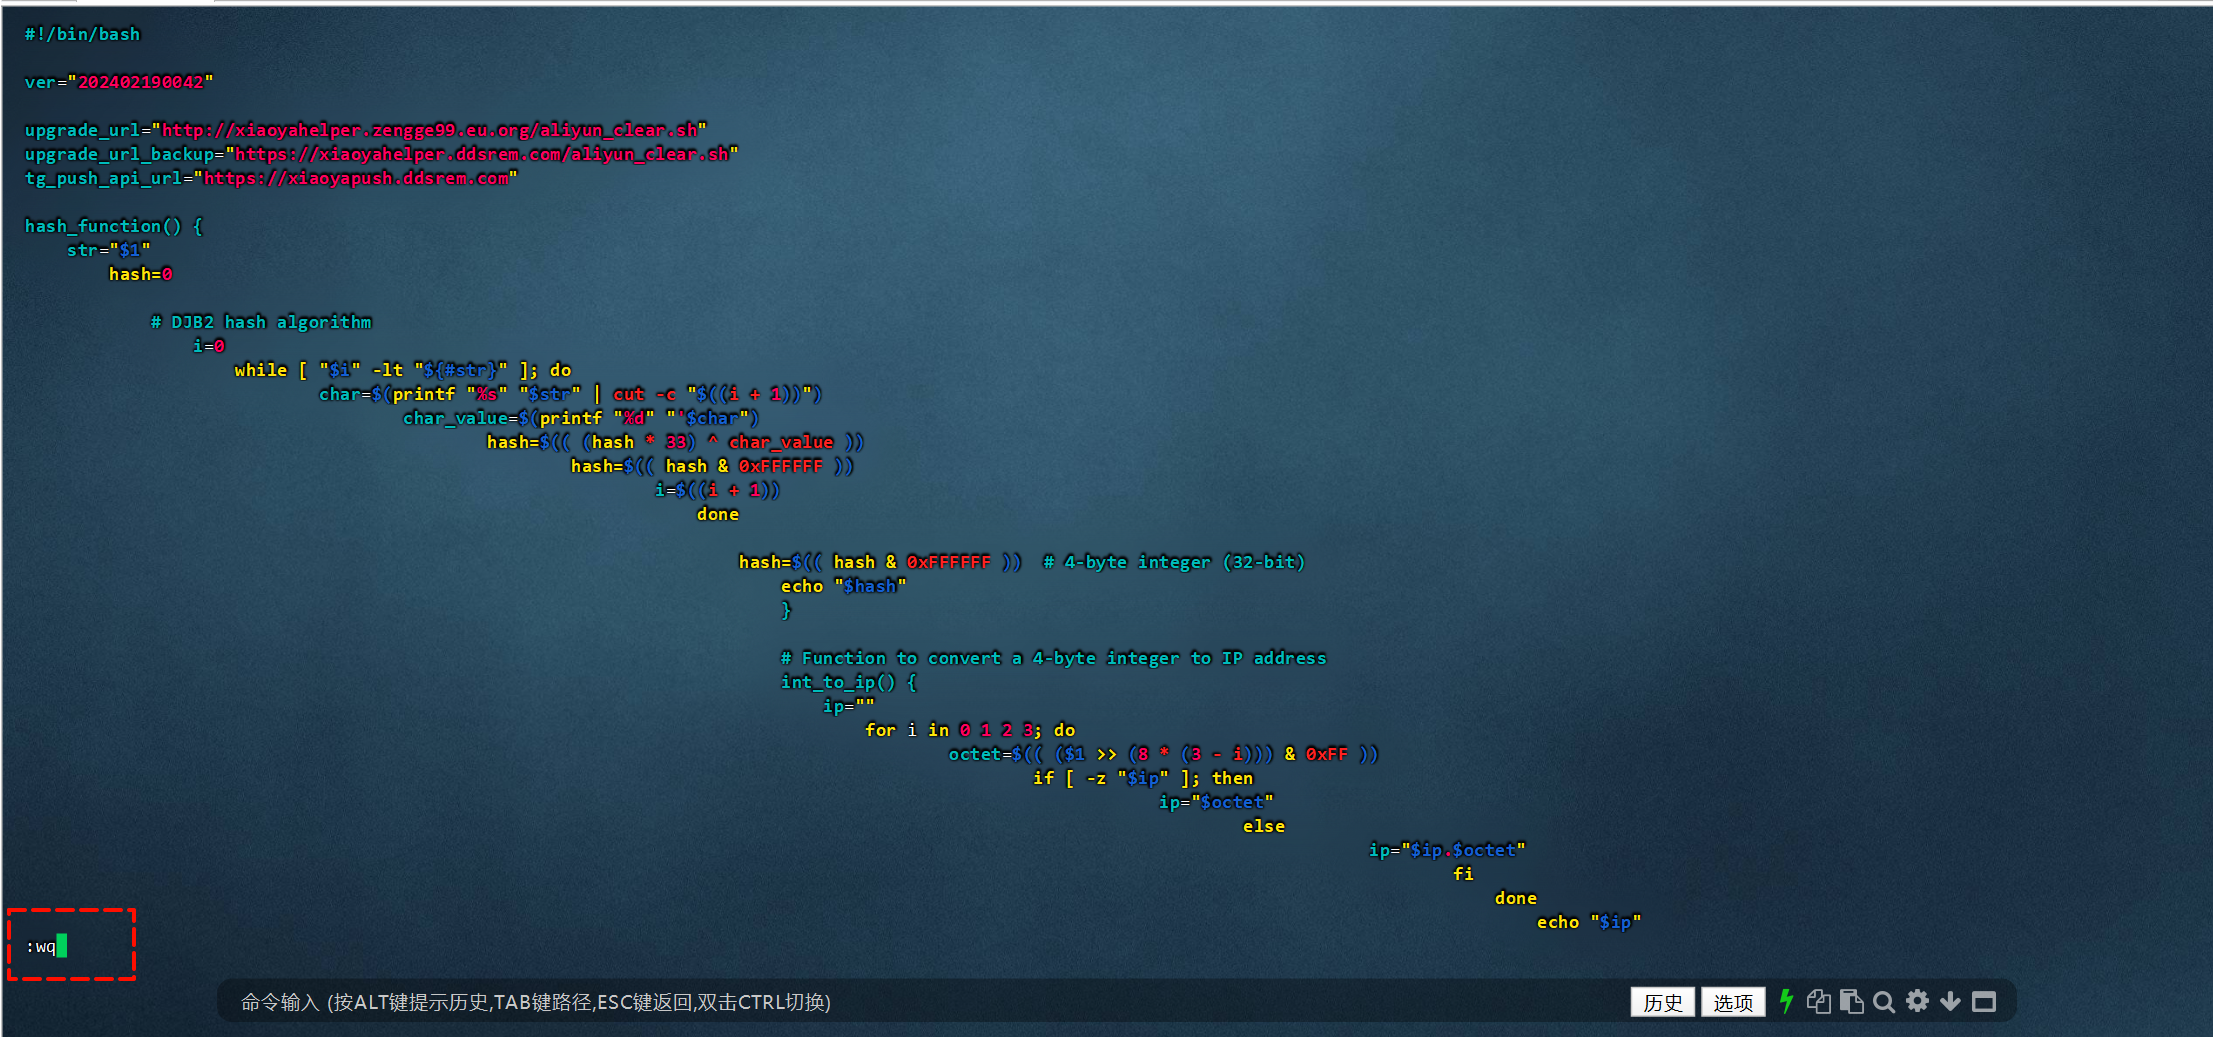 #!/bin/bash
ver="202402190042"
upgrade_url="http://xiaoyahelper.zengge99.eu.org/aliyun_clear.sh"
upgrade_url_backup="https://xiaoyahelper.ddsrem.com/aliyun_clear.sh"
tg_push_api_url="https://xiaoyapush.ddsrem.com"
hash_function() {
str="$1"
hash=0
# DJB2 hash algorithm
i=0
while [ "$i" -lt "${#str}" ]; do
char=$(printf "%s" "$str" | cut -c "$((i + 1))")
char_value=$(printf "%d" "'$char")
hash=$(( (hash * 33) ^ char_value ))
hash=$(( hash & 0xFFFFFF ))
i=$((i + 1))
done
hash=$(( hash & 0xFFFFFF ))  # 4-byte integer (32-bit)
echo "$hash"
}
# Function to convert a 4-byte integer to IP address
int_to_ip() {
ip=""
for i in 0 1 2 3; do
octet=$(( ($1 >> (8 * (3 - i))) & 0xFF ))
if [ -z "$ip" ]; then
ip="$octet"
else
ip="$ip.$octet"
fi
done
echo "$ip"
:wq
命令输入 (按ALT键提示历史,TAB键路径,ESC键返回,双击CTRL切换) 历史 选项